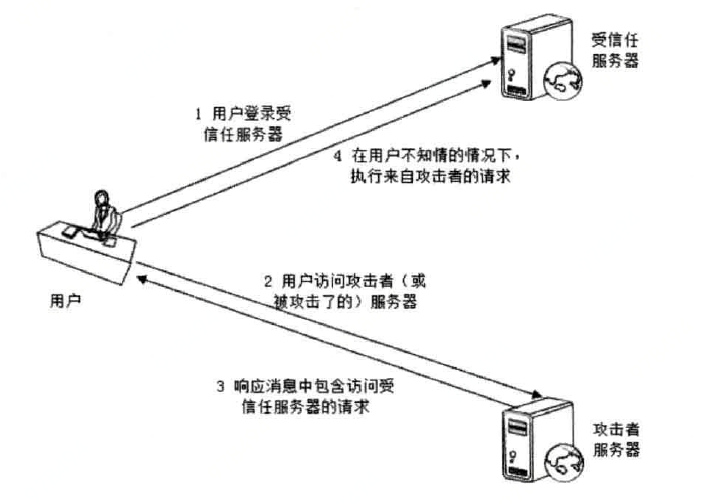 受信任
服务器
1 用户登录受
信任服务器
4 在用户不知情的情况下，
执行来自攻击者的请求
用户
2 用户访问攻击者（或
被攻击了的）服务器
3 响应消息中包含访问受
信任服务器的请求
攻击者
服务器